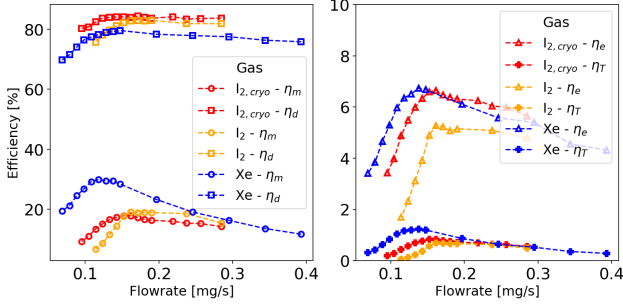 Efficiency [%]
80
60
40
20
0.1
0.2
0.3
0.4
Flowrate [mg/s]
Gas
I₂,cryo - ηm
I₂,cryo - ηd
I₂ - ηm
I₂ - ηd
Xe - ηm
Xe - ηd
10
8
6
4
2
0
0.1
0.2
0.3
0.4
Flowrate [mg/s]
Gas
I₂,cryo - ηe
I₂,cryo - ηT
I₂ - ηe
I₂ - ηT
Xe - ηe
Xe - ηT